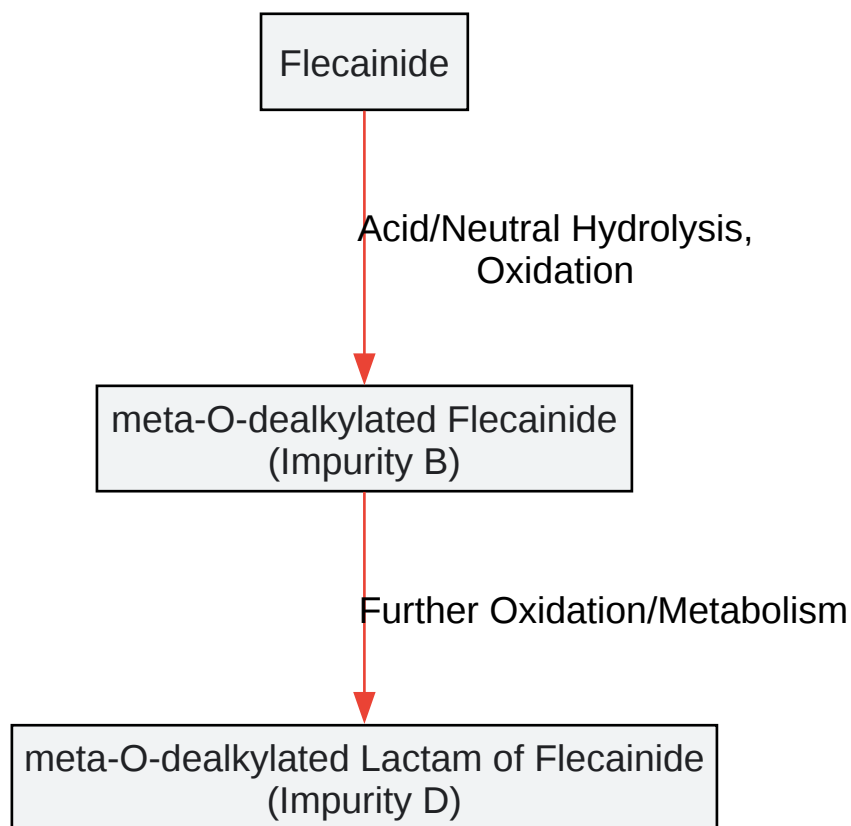 Flecainide
Acid/Neutral Hydrolysis,
Oxidation
meta-O-dealkylated Flecainide
(Impurity B)
Further Oxidation/Metabolism
meta-O-dealkylated Lactam of Flecainide
(Impurity D)